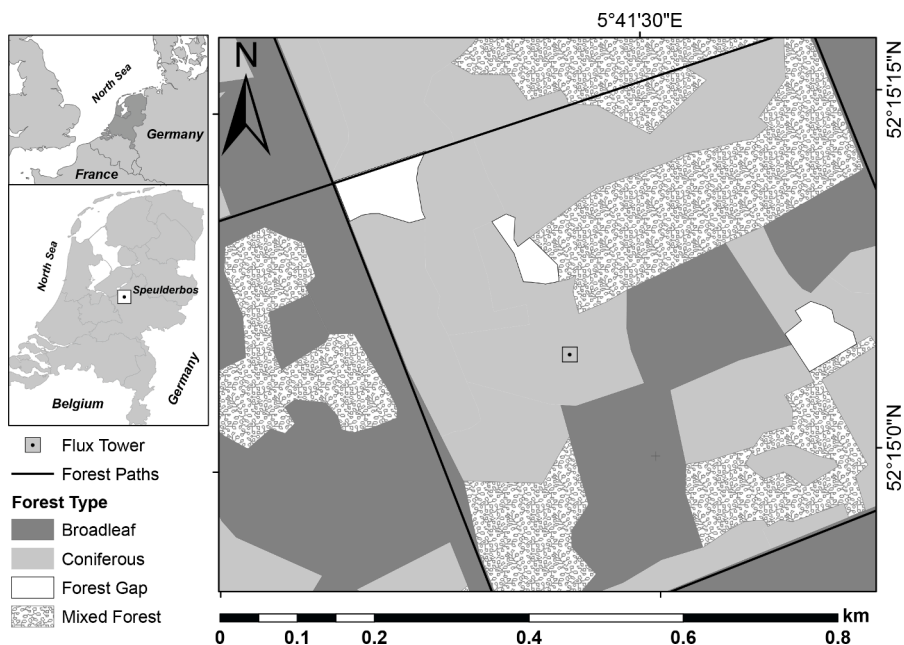 5°41'30"E
N
North Sea
Germany
France
52°15'15"N
North Sea
Speulderbos
Germany
Belgium
52°15'0"N
Flux Tower
Forest Paths
Forest Type
Broadleaf
Coniferous
Forest Gap
Mixed Forest
km
0 0.1 0.2 0.4 0.6 0.8